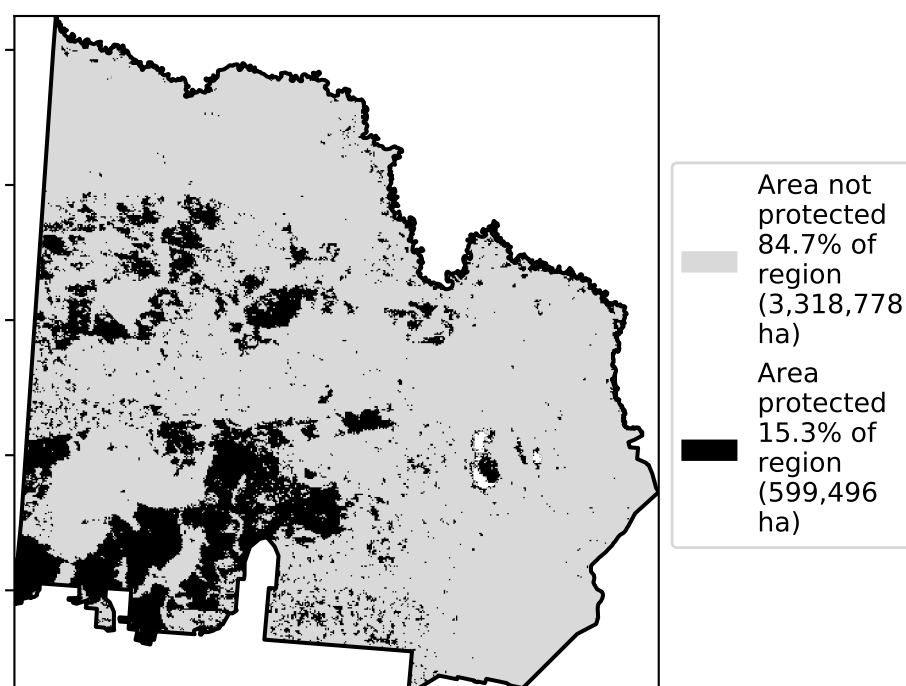 Area not
protected
84.7% of
region
(3,318,778
ha)
Area
protected
15.3% of
region
(599,496
ha)